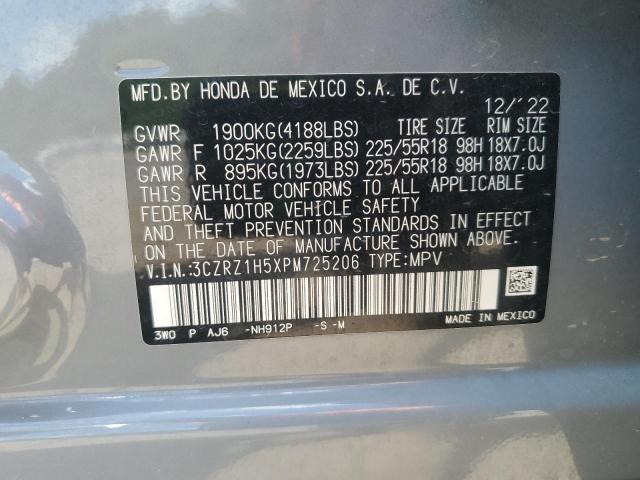 MFD.BY HONDA DE MEXICO S.A. DE C.V.
12/'22
GVWR 1900KG(4188LBS) TIRE SIZE RIM SIZE
GAWR F 1025KG(2259LBS) 225/55R18 98H 18X7.0J
GAWR R 895KG(1973LBS) 225/55R18 98H 18X7.0J
THIS VEHICLE CONFORMS TO ALL APPLICABLE
FEDERAL MOTOR VEHICLE SAFETY
AND THEFT PREVENTION STANDARDS IN EFFECT
ON THE DATE OF MANUFACTURE SHOWN ABOVE.
V.I.N.:3CZRZ1H5XPM725206 TYPE:MPV
3W0 P AJ6 -NH912P -S -M MADE IN MEXICO